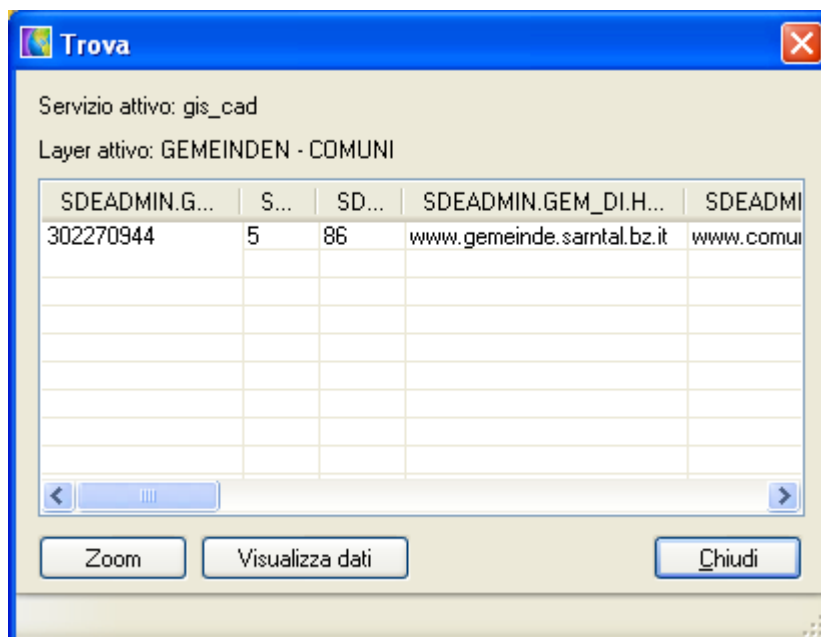 Trova
Servizio attivo: gis_cad
Layer attivo: GEMEINDEN - COMUNI
SDEADMIN.G... S... SD... SDEADMIN.GEM_DI.H... SDEADMI
302270944 5 86 www.gemeinde.sarntal.bz.it www.comu
Zoom Visualizza dati Chiudi